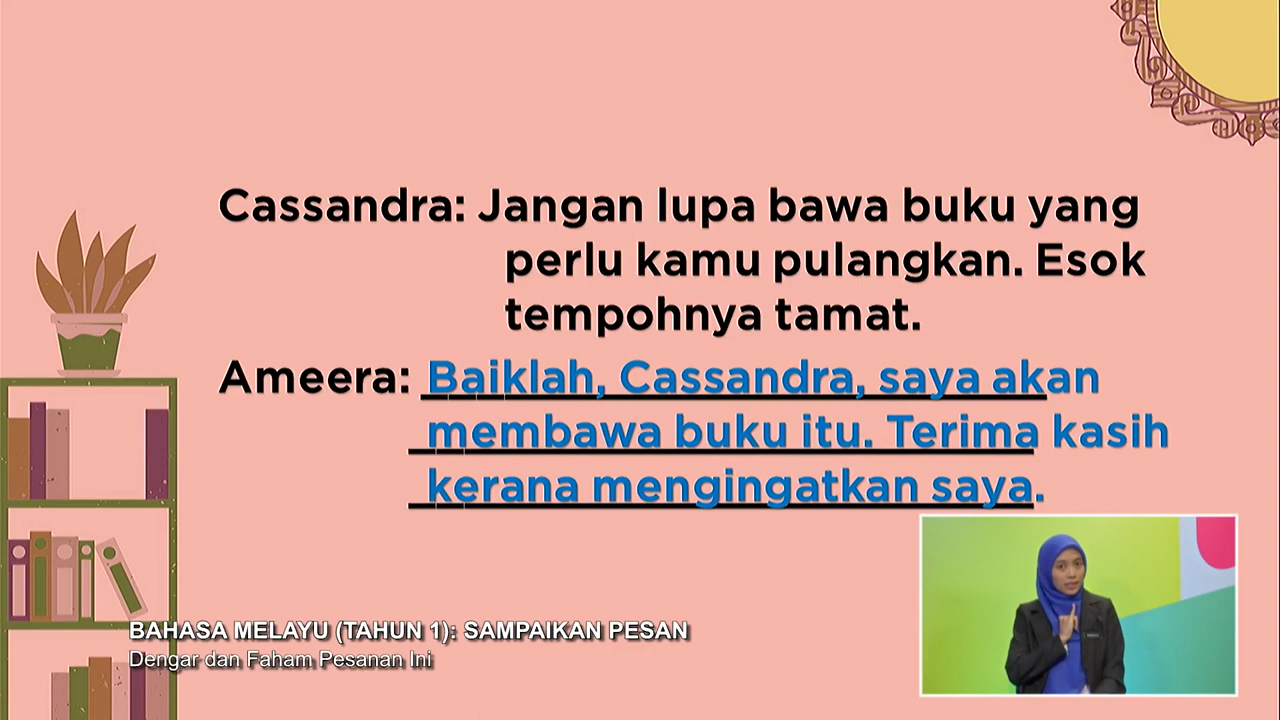 Cassandra: Jangan lupa bawa buku yang
perlu kamu pulangkan. Esok
tempohnya tamat.
Ameera: Baiklah, Cassandra, saya akan
membawa buku itu. Terima kasih
kerana mengingatkan saya.
BAHASA MELAYU (TAHUN 1): SAMPAIKAN PESAN
Dengar dan Faham Pesanan Ini